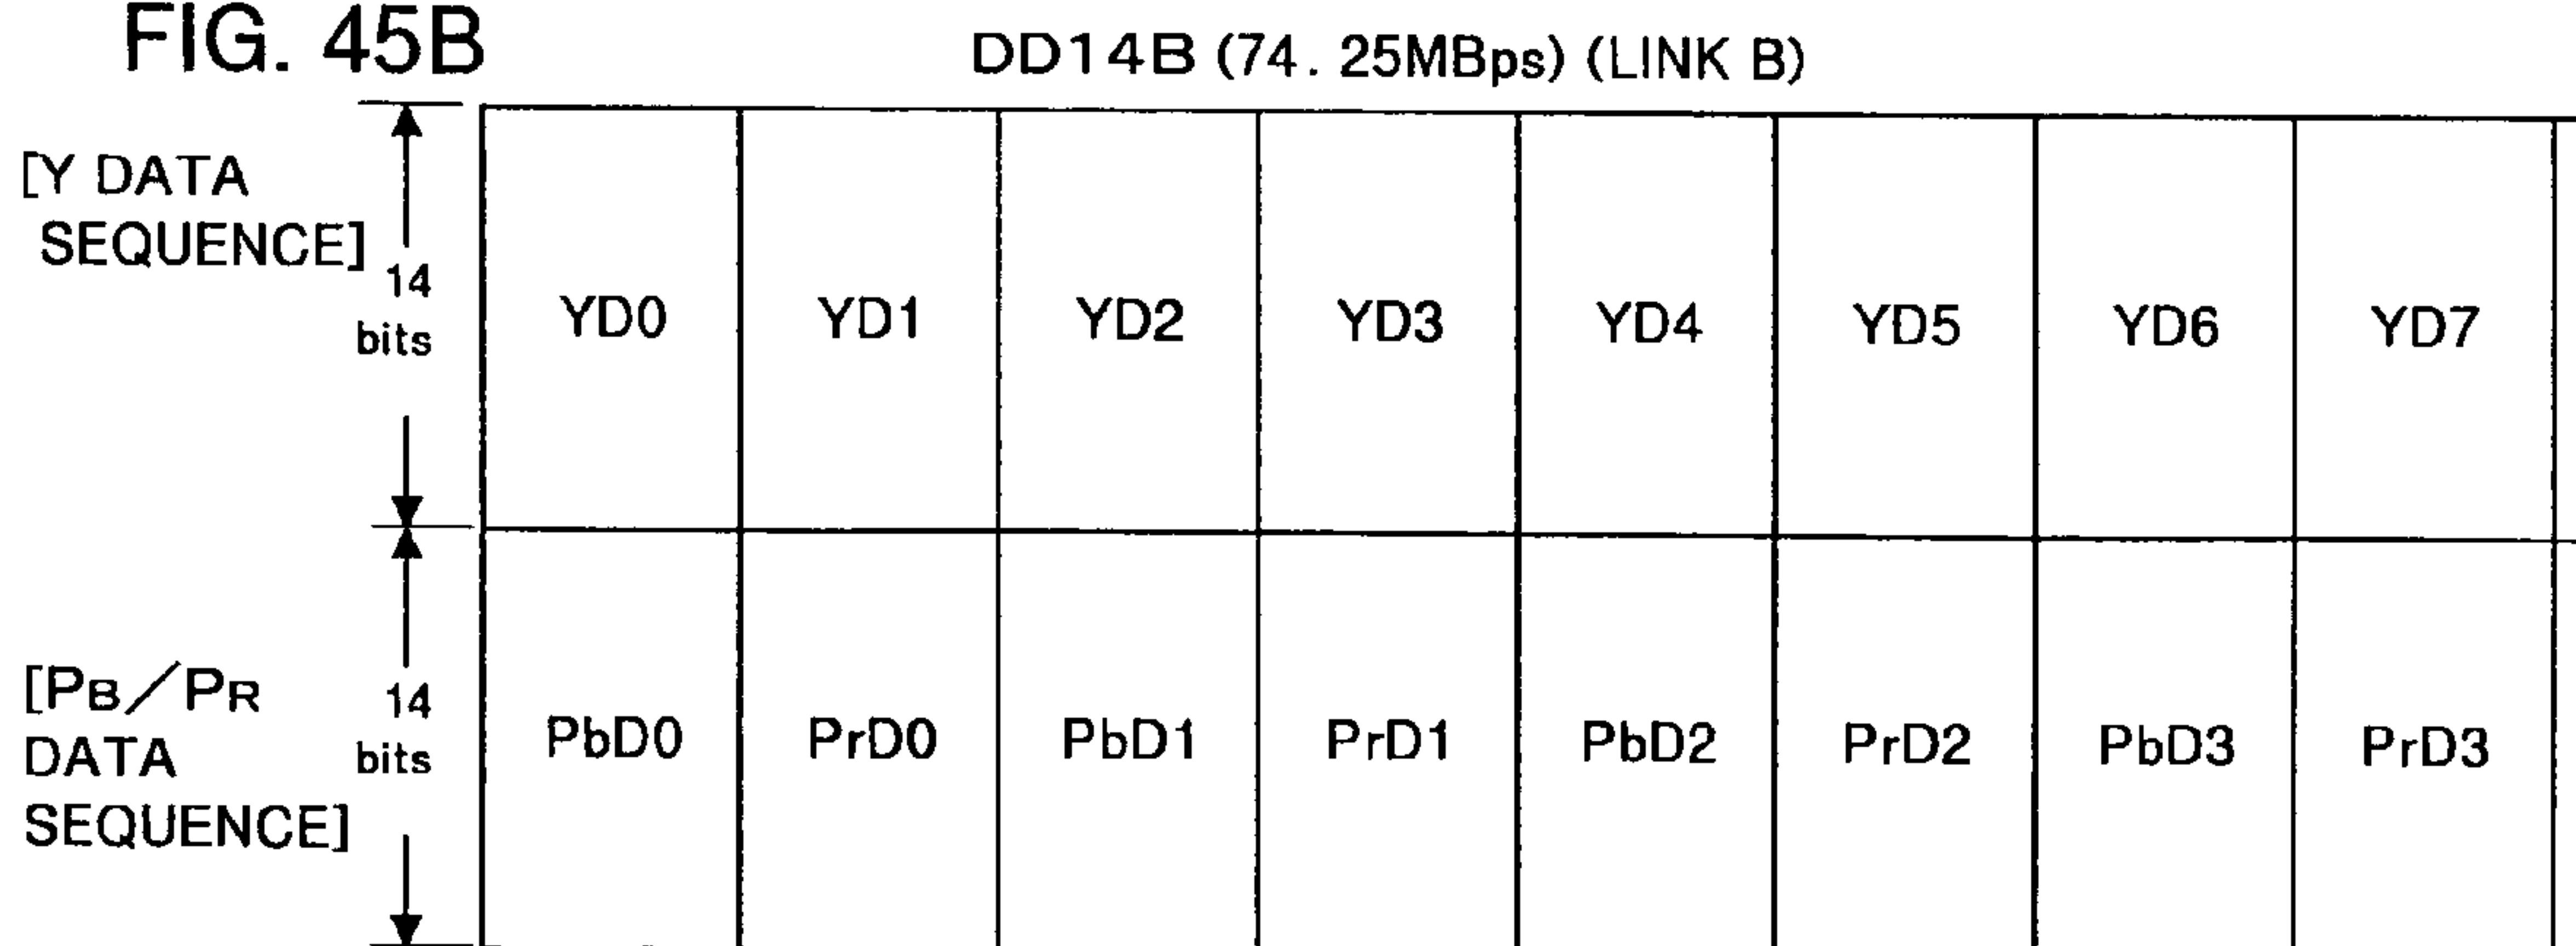 FIG. 45B
DD14B (74. 25MBps) (LINK B)
[Y DATA
SEQUENCE]
14
bits
YD0 YD1 YD2 YD3 YD4 YD5 YD6 YD7
[PB/PR
DATA
SEQUENCE]
14
bits
PbD0 PrD0 PbD1 PrD1 PbD2 PrD2 PbD3 PrD3